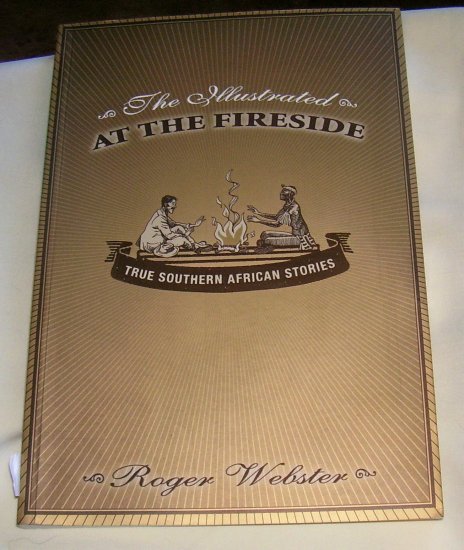 The Illustrated
AT THE FIRESIDE
TRUE SOUTHERN AFRICAN STORIES
Roger Webster